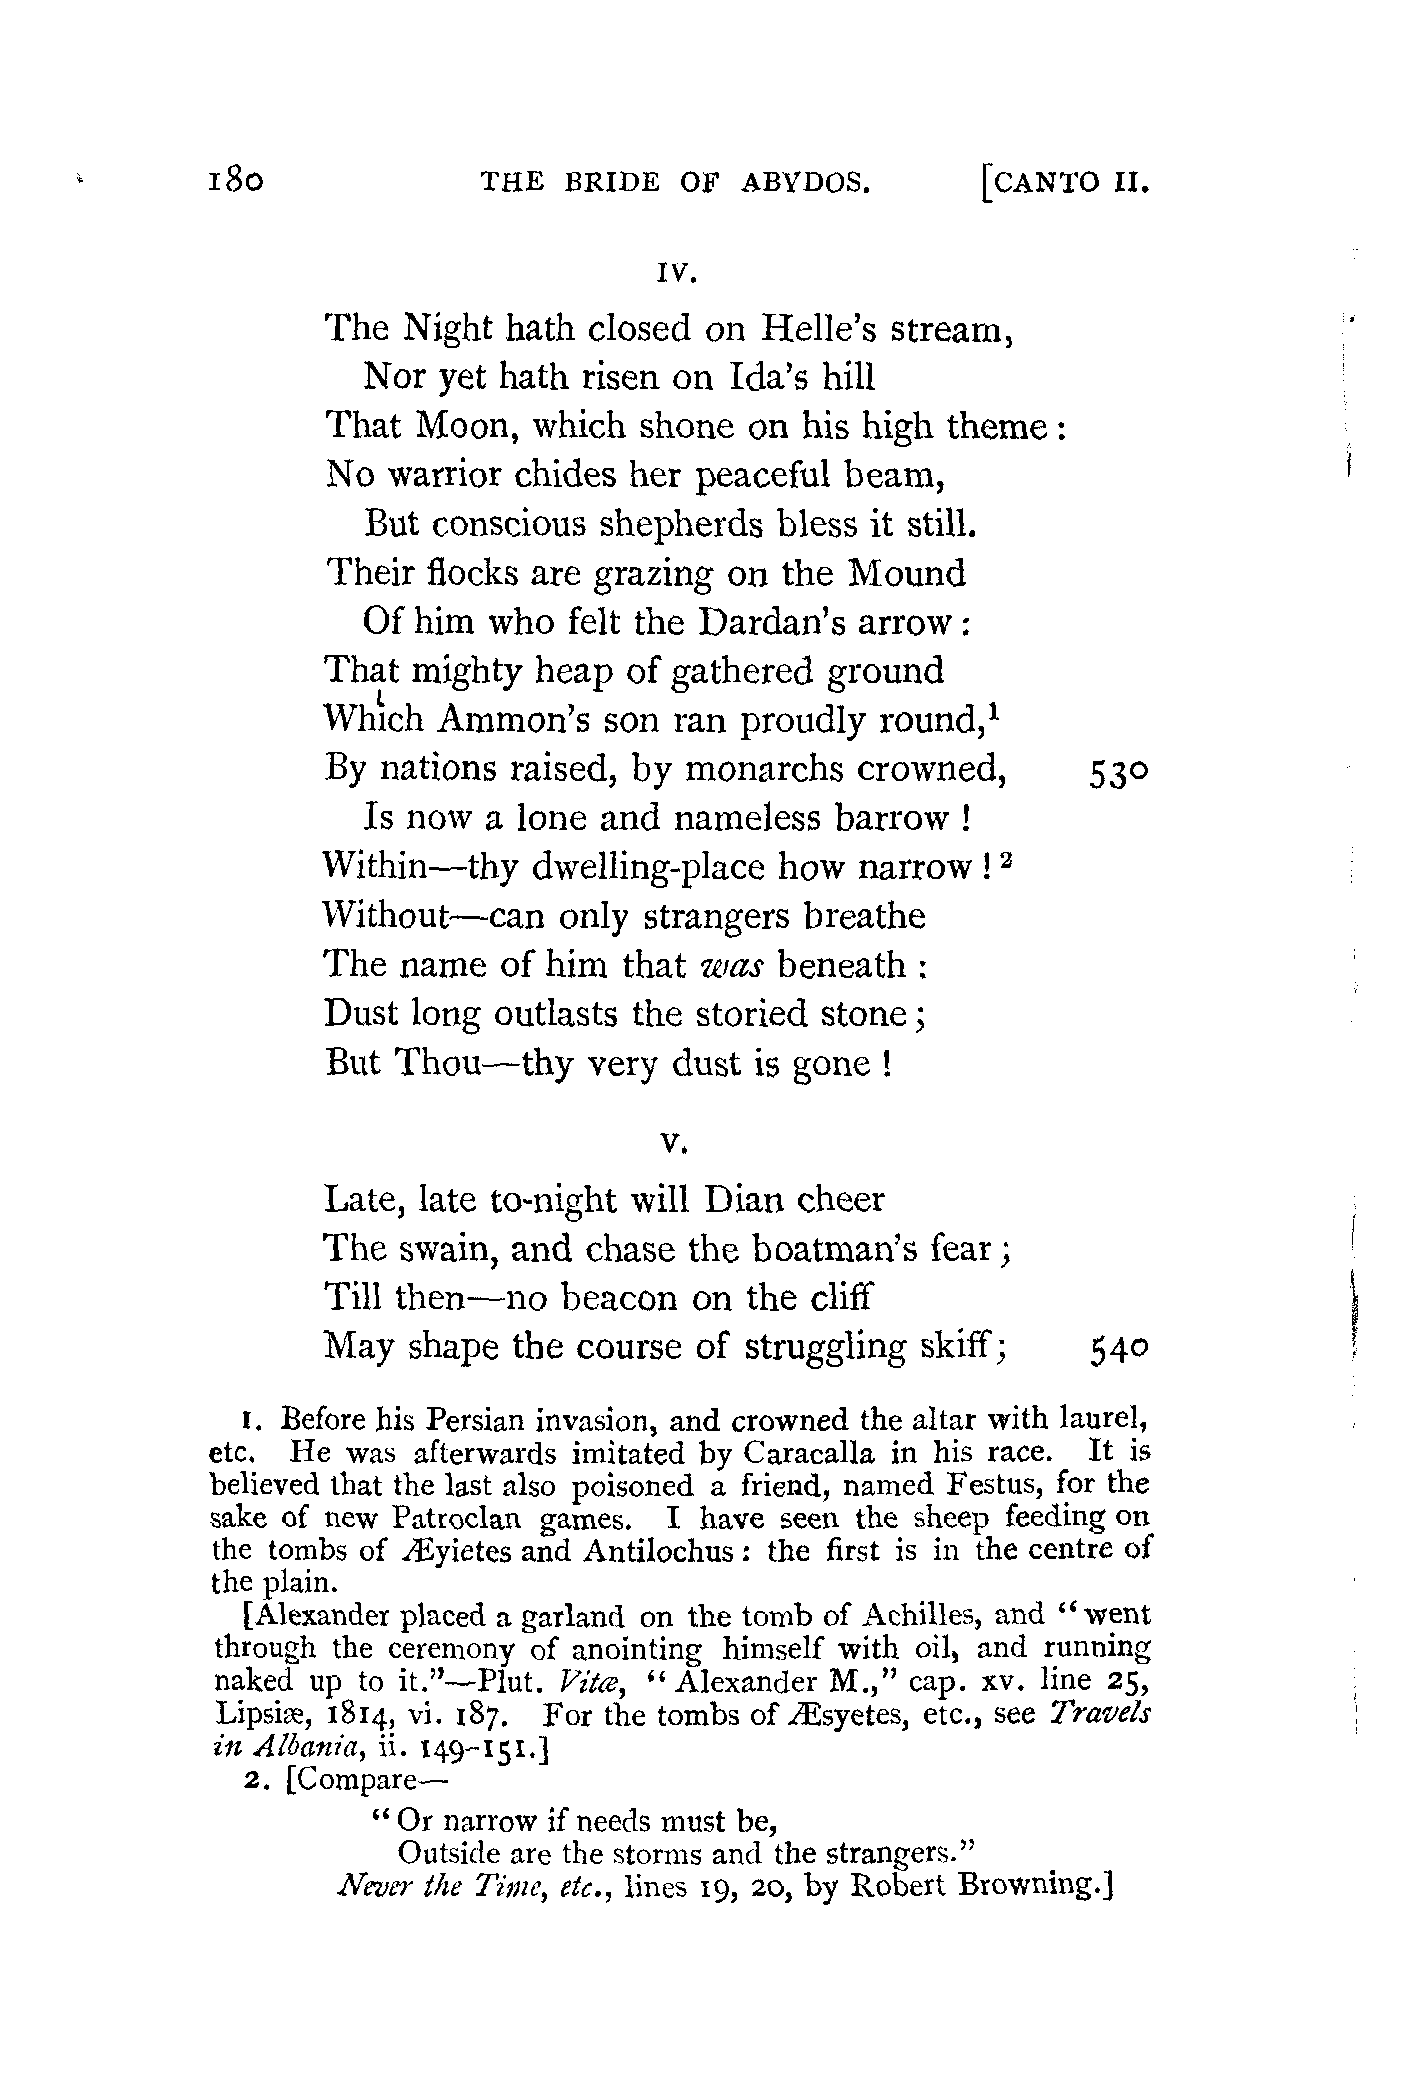 180 THE BRIDE OF ABYDOS. [CANTO II.
IV.
The Night hath closed on Helle's stream,
Nor yet hath risen on Ida's hill
That Moon, which shone on his high theme :
No warrior chides her peaceful beam,
But conscious shepherds bless it still.
Their flocks are grazing on the Mound
Of him who felt the Dardan's arrow :
That mighty heap of gathered ground
Which Ammon's son ran proudly round,¹
By nations raised, by monarchs crowned, 530
Is now a lone and nameless barrow !
Within—thy dwelling-place how narrow ! ²
Without—can only strangers breathe
The name of him that was beneath :
Dust long outlasts the storied stone ;
But Thou—thy very dust is gone !
V.
Late, late to-night will Dian cheer
The swain, and chase the boatman's fear ;
Till then—no beacon on the cliff
May shape the course of struggling skiff ; 540
1. Before his Persian invasion, and crowned the altar with laurel,
etc. He was afterwards imitated by Caracalla in his race. It is
believed that the last also poisoned a friend, named Festus, for the
sake of new Patroclan games. I have seen the sheep feeding on
the tombs of Æyietes and Antilochus : the first is in the centre of
the plain.
[Alexander placed a garland on the tomb of Achilles, and "went
through the ceremony of anointing himself with oil, and running
naked up to it."—Plut. Vitæ, "Alexander M.," cap. xv. line 25,
Lipsiæ, 1814, vi. 187. For the tombs of Æsyetes, etc., see Travels
in Albania, ii. 149-151.]
2. [Compare—
"Or narrow if needs must be,
Outside are the storms and the strangers."
Never the Time, etc., lines 19, 20, by Robert Browning.]